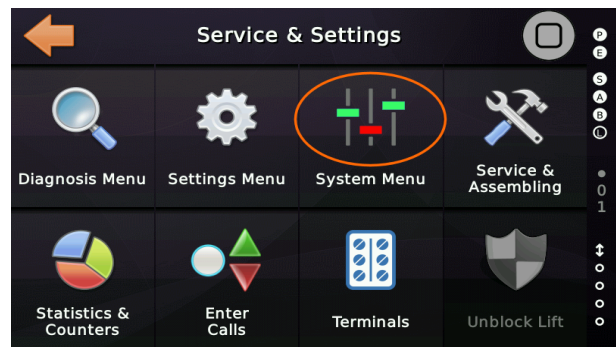 Service & Settings
Diagnosis Menu
Settings Menu
System Menu
Service &
Assembling
Statistics &
Counters
Enter
Calls
Terminals
Unblock Lift
P
E
S
A
B
L
0
1